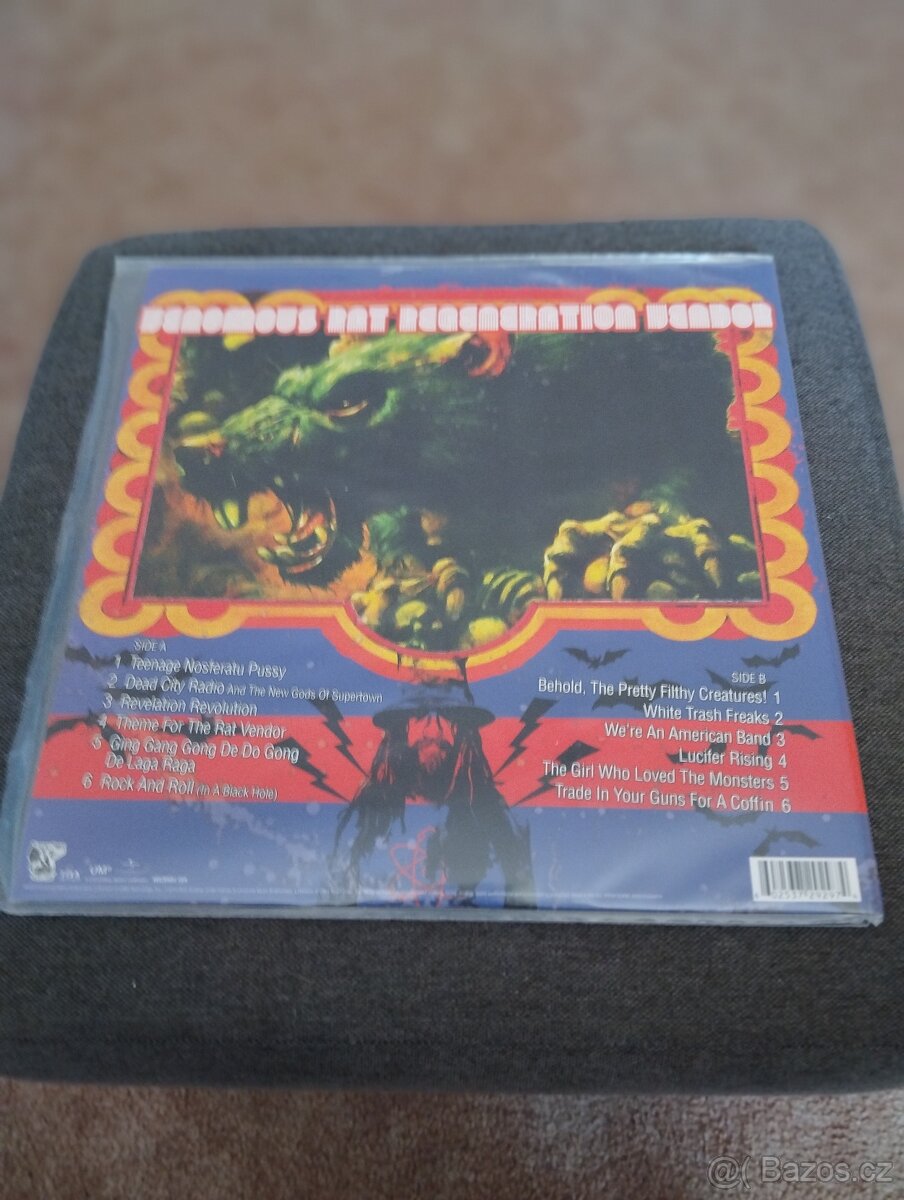 VENOMOUS RAT REGENERATION VENDOR
SIDE A
1 Teenage Nosferatu Pussy
2 Dead City Radio And The New Gods Of Supertown
3 Revelation Revolution
4 Theme For The Rat Vendor
5 Ging Gang Gong De Do Gong
De Laga Raga
6 Rock And Roll (In A Black Hole)
SIDE B
Behold, The Pretty Filthy Creatures! 1
White Trash Freaks 2
We're An American Band 3
Lucifer Rising 4
The Girl Who Loved The Monsters 5
Trade In Your Guns For A Coffin 6
UMe
02537 29297
Bazos.cz